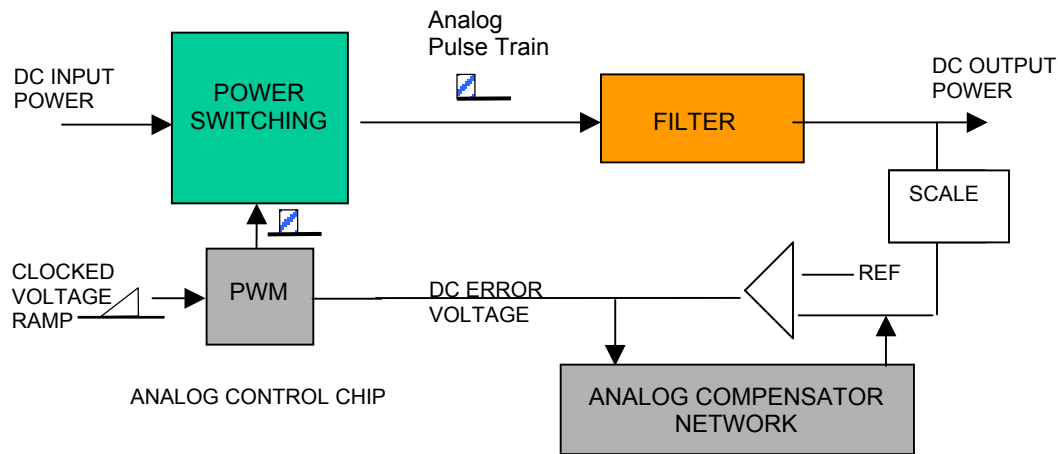 Analog
Pulse Train
DC INPUT
POWER
POWER
SWITCHING
FILTER
DC OUTPUT
POWER
SCALE
CLOCKED
VOLTAGE
RAMP
PWM
DC ERROR
VOLTAGE
REF
ANALOG CONTROL CHIP
ANALOG COMPENSATOR
NETWORK